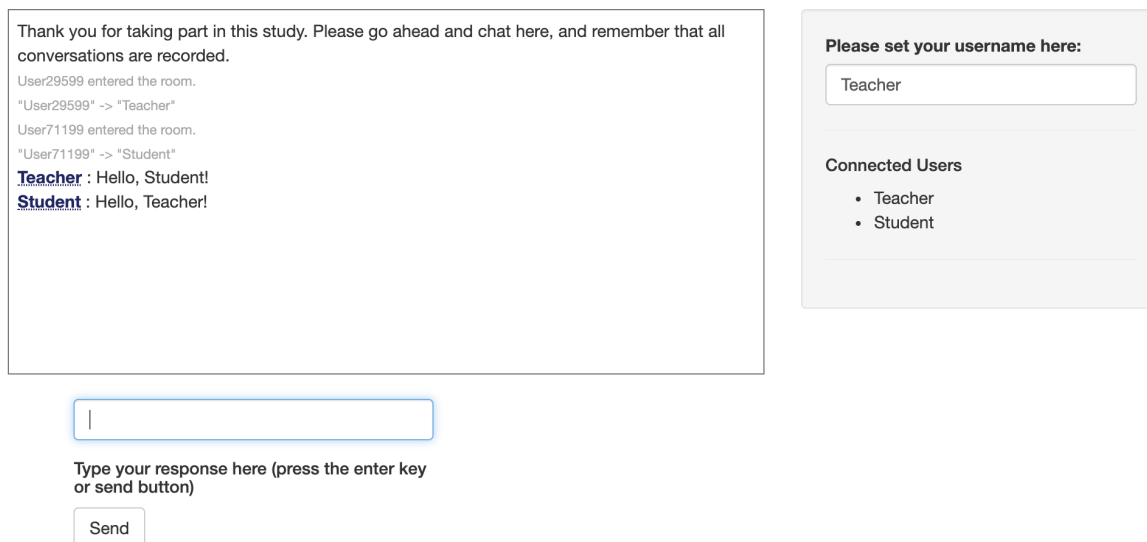 Thank you for taking part in this study. Please go ahead and chat here, and remember that all
conversations are recorded.
User29599 entered the room.
"User29599" -> "Teacher"
User71199 entered the room.
"User71199" -> "Student"
Teacher : Hello, Student!
Student : Hello, Teacher!
Type your response here (press the enter key
or send button)
Send
Please set your username here:
Teacher
Connected Users
• Teacher
• Student